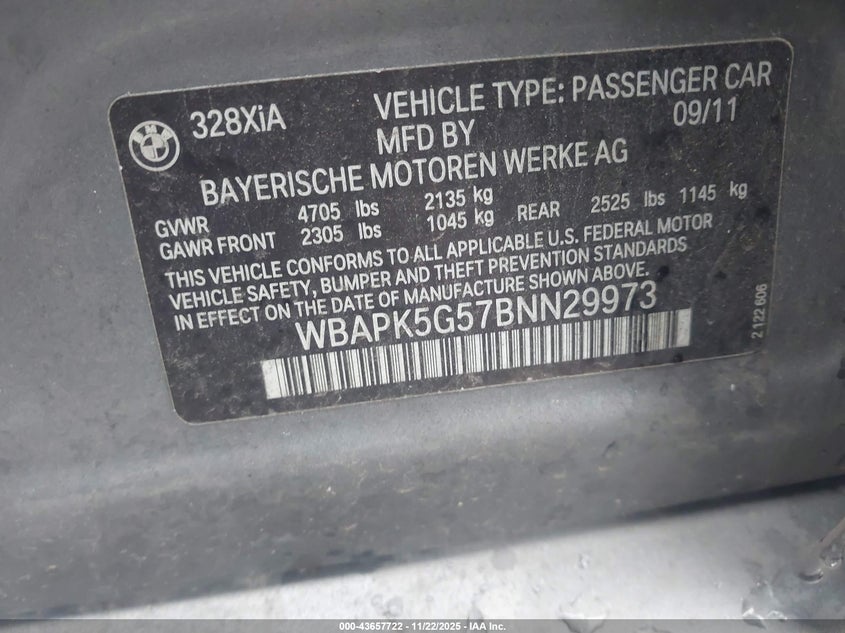 BMW
328XiA
VEHICLE TYPE: PASSENGER CAR
MFD BY
09/11
BAYERISCHE MOTOREN WERKE AG
GVWR 4705 lbs 2135 kg
GAWR FRONT 2305 lbs 1045 kg REAR 2525 lbs 1145 kg
THIS VEHICLE CONFORMS TO ALL APPLICABLE U.S. FEDERAL MOTOR
VEHICLE SAFETY, BUMPER AND THEFT PREVENTION STANDARDS
IN EFFECT ON THE DATE OF MANUFACTURE SHOWN ABOVE.
WBAPK5G57BNN29973
2 122 606
000-43657722 - 11/22/2025 - IAA Inc.